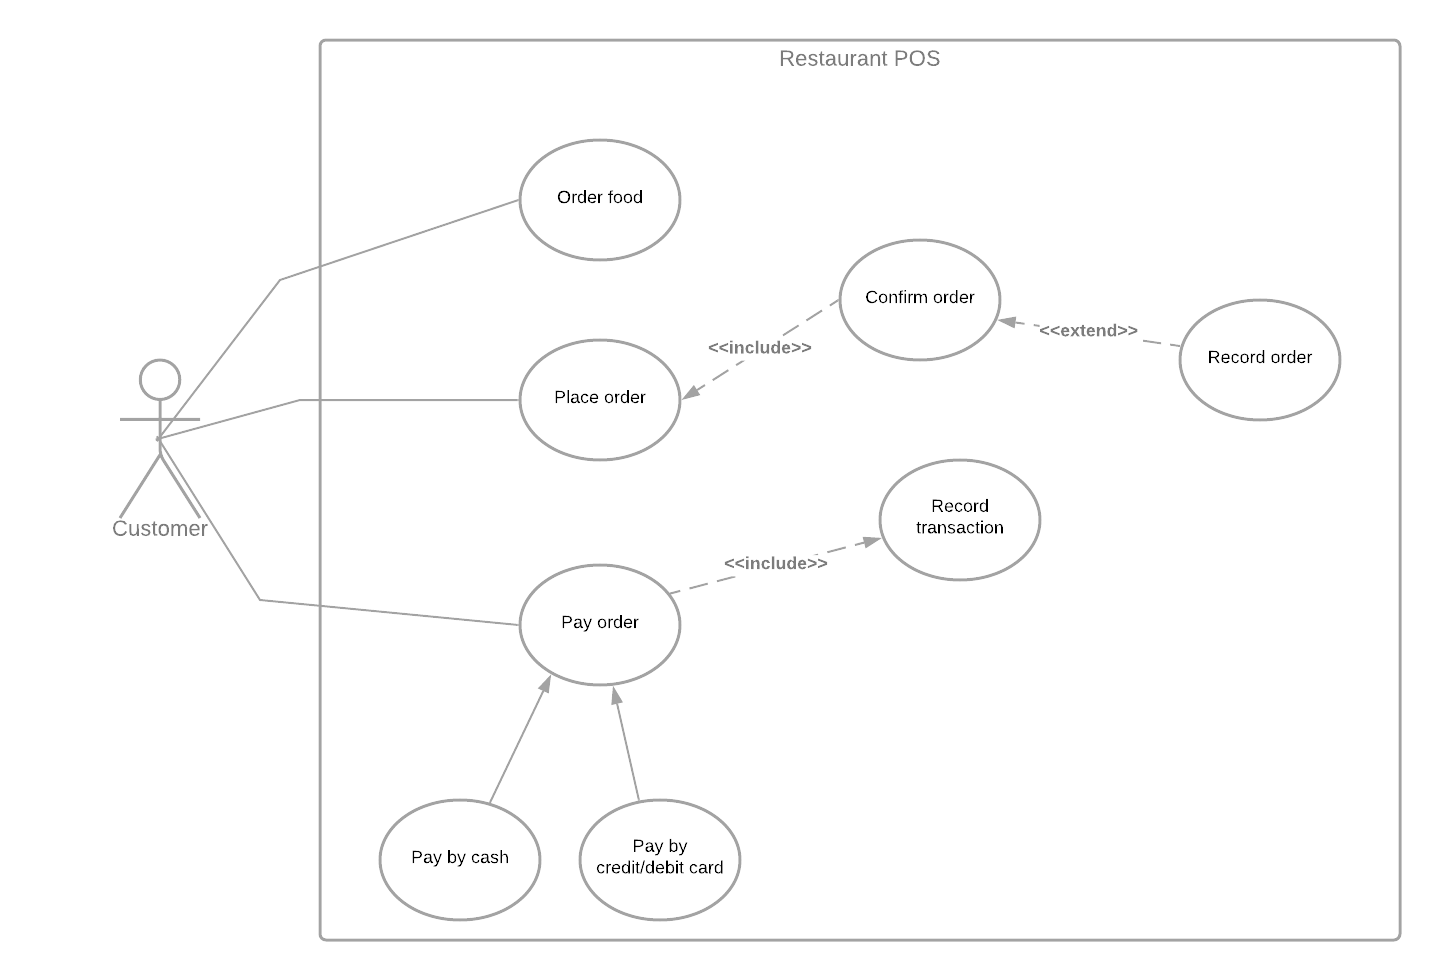 Restaurant POS
Order food
Confirm order
<<extend>>
Record order
<<include>>
Place order
Customer
Record
transaction
<<include>>
Pay order
Pay by cash
Pay by
credit/debit card